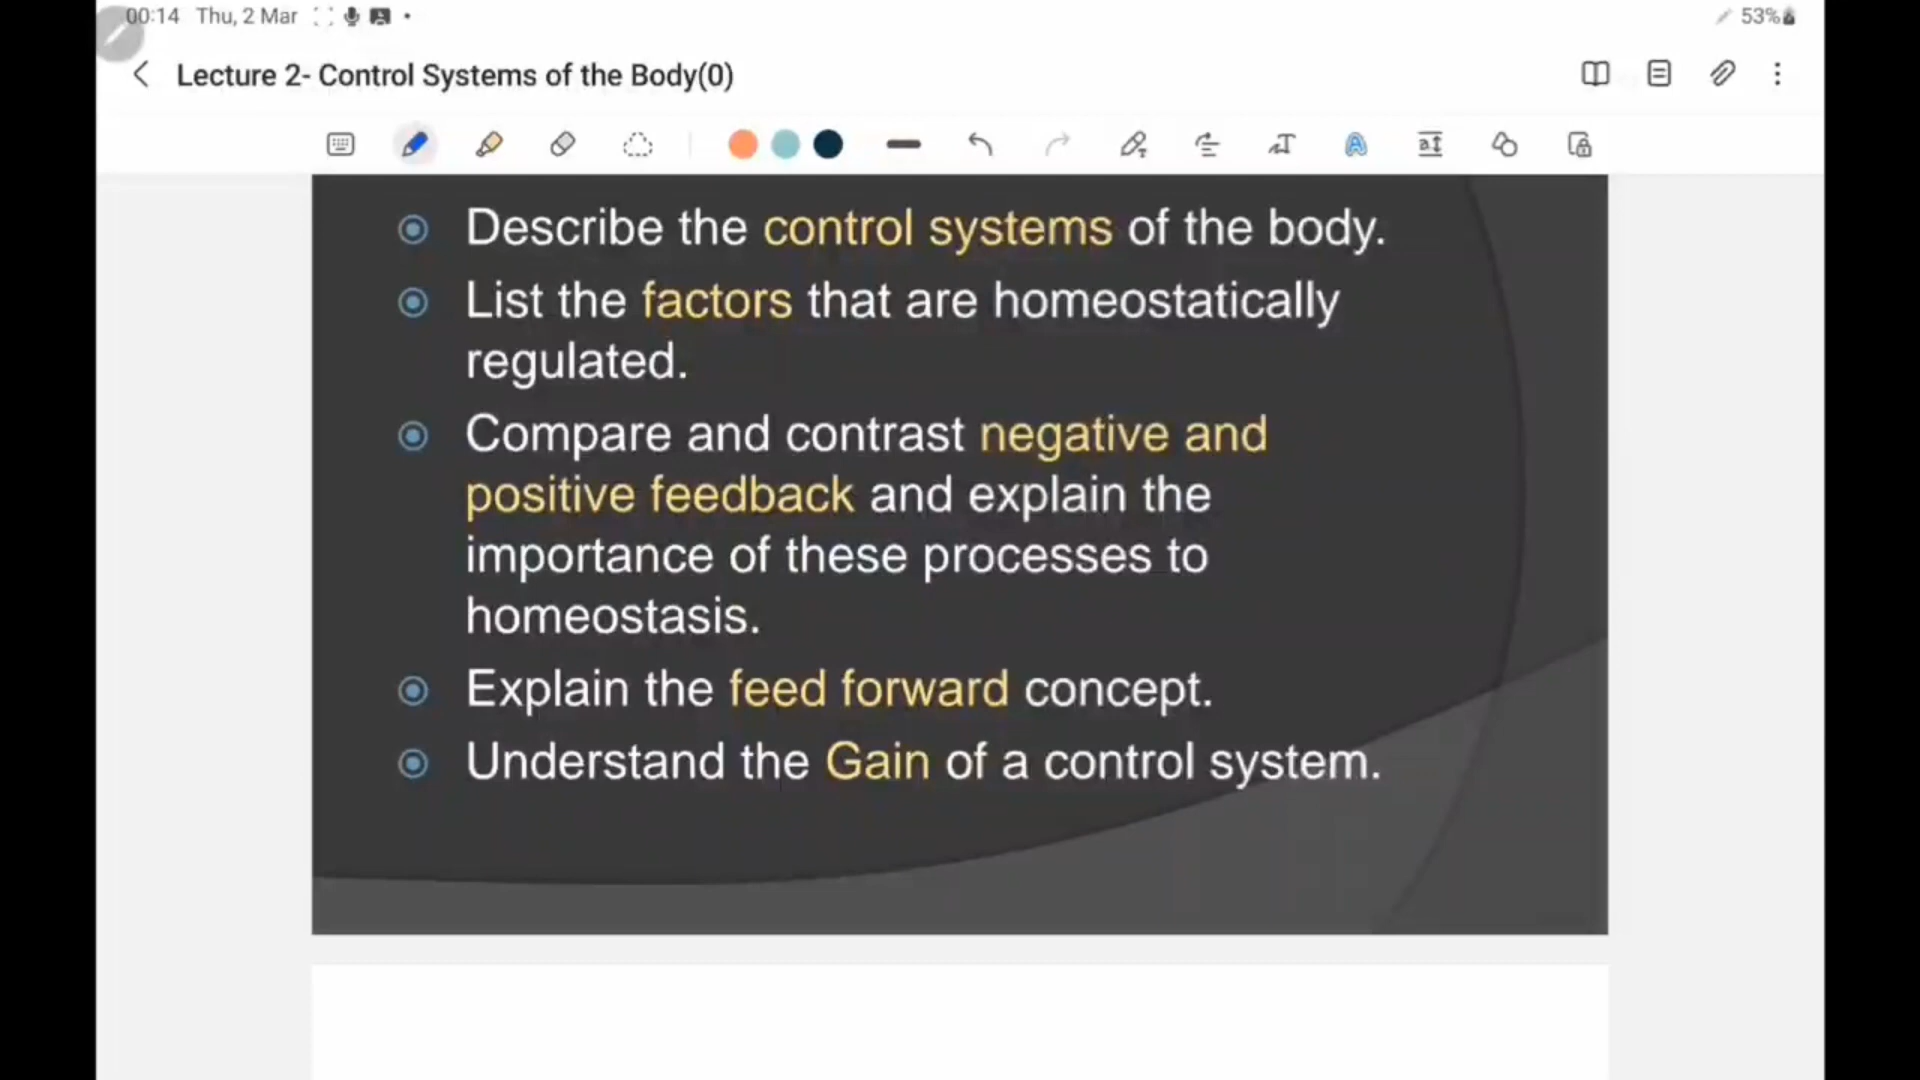 00:14 Thu, 2 Mar
53%
Lecture 2- Control Systems of the Body(0)
Describe the control systems of the body.
List the factors that are homeostatically
regulated.
Compare and contrast negative and
positive feedback and explain the
importance of these processes to
homeostasis.
Explain the feed forward concept.
Understand the Gain of a control system.